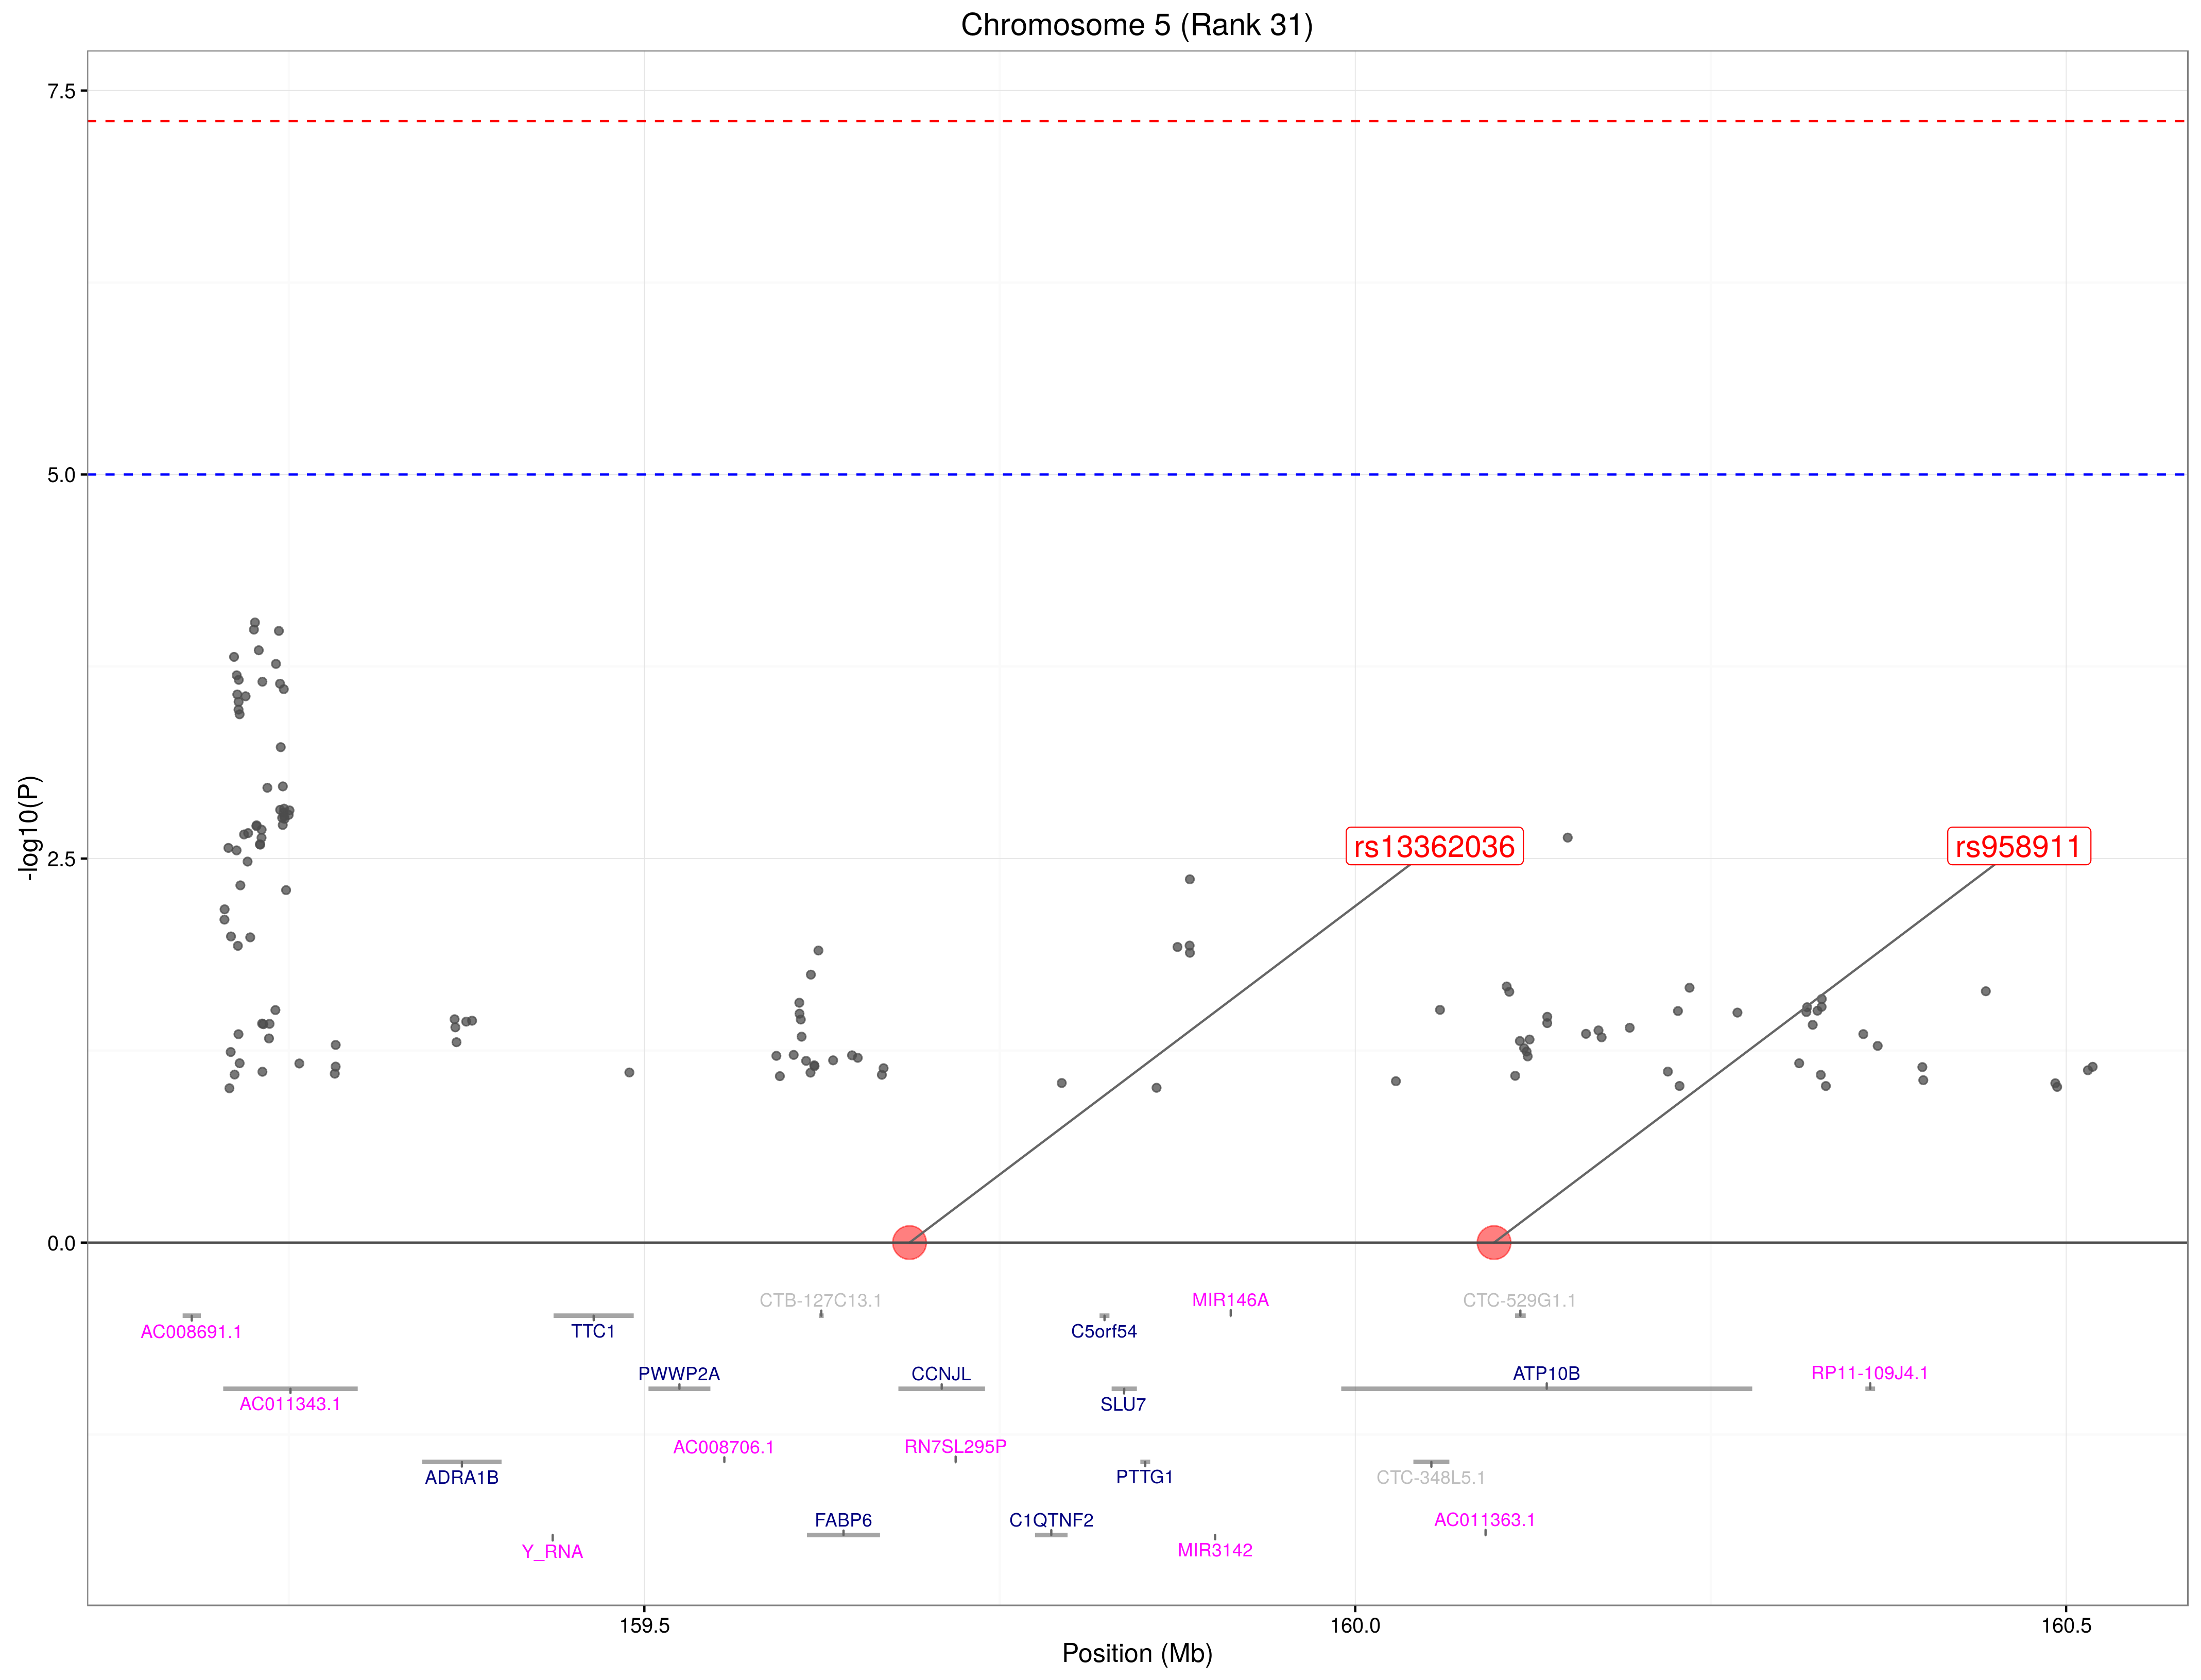 Chromosome 5 (Rank 31)
7.5
5.0
2.5
0.0
-log10(P)
rs13362036
rs958911
CTB-127C13.1
MIR146A
CTC-529G1.1
AC008691.1
TTC1
C5orf54
PWWP2A
CCNJL
ATP10B
RP11-109J4.1
AC011343.1
SLU7
AC008706.1
RN7SL295P
ADRA1B
PTTG1
CTC-348L5.1
FABP6
C1QTNF2
AC011363.1
Y_RNA
MIR3142
159.5
160.0
160.5
Position (Mb)